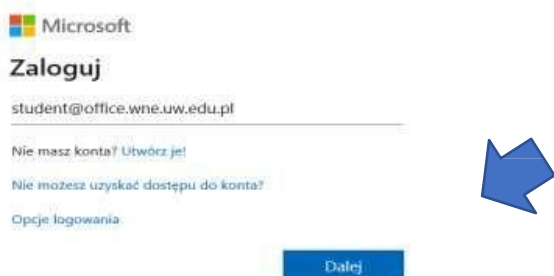 Microsoft
Zaloguj
student@office.wne.uw.edu.pl
Nie masz konta? Utwórz je!
Nie możesz uzyskać dostępu do konta?
Opcje logowania
Dalej